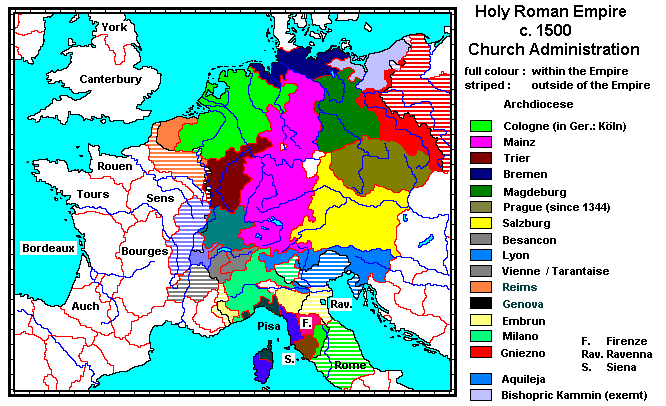 Holy Roman Empire
c. 1500
Church Administration
full colour : within the Empire
striped : outside of the Empire
Archdiocese
Cologne (in Ger.: Köln)
Mainz
Trier
Bremen
Magdeburg
Prague (since 1344)
Salzburg
Besancon
Lyon
Vienne / Tarantaise
Reims
Genova
Embrun
Milano
Gniezno
Aquileja
Bishopric Kammin (exemt)
F. Firenze
Rav. Ravenna
S. Siena
York
Canterbury
Rouen
Tours
Sens
Bordeaux
Bourges
Auch
Pisa
F.
Rav.
S.
Rome